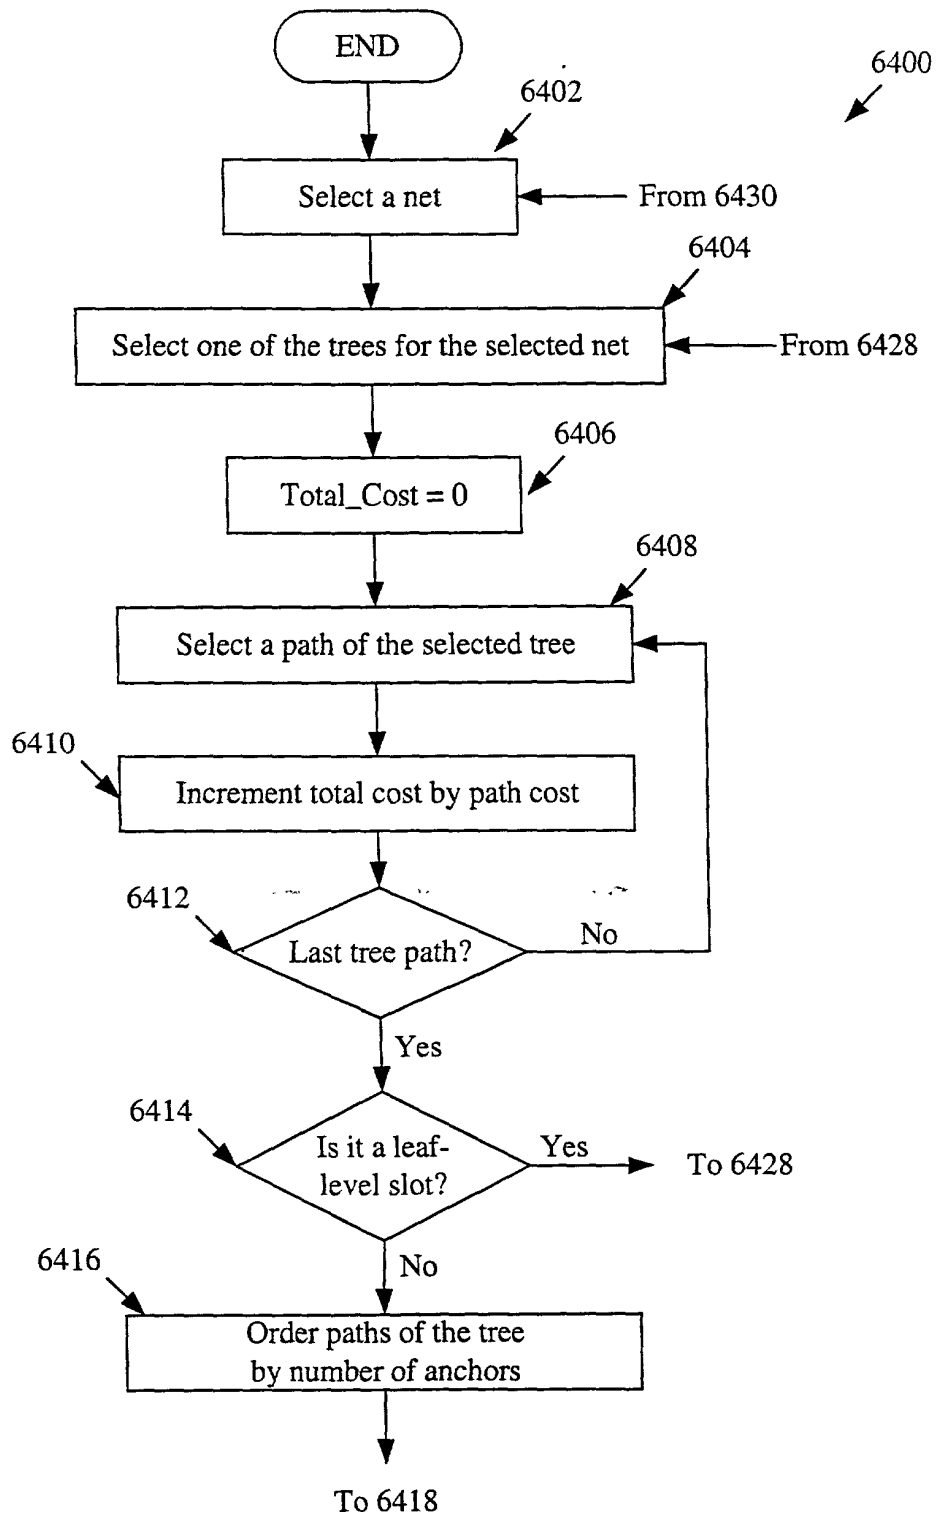 END
6400
6402
Select a net
From 6430
6404
Select one of the trees for the selected net
From 6428
6406
Total_Cost = 0
6408
Select a path of the selected tree
6410
Increment total cost by path cost
6412
Last tree path?
No
Yes
6414
Is it a leaf-
level slot?
Yes
To 6428
No
6416
Order paths of the tree
by number of anchors
To 6418